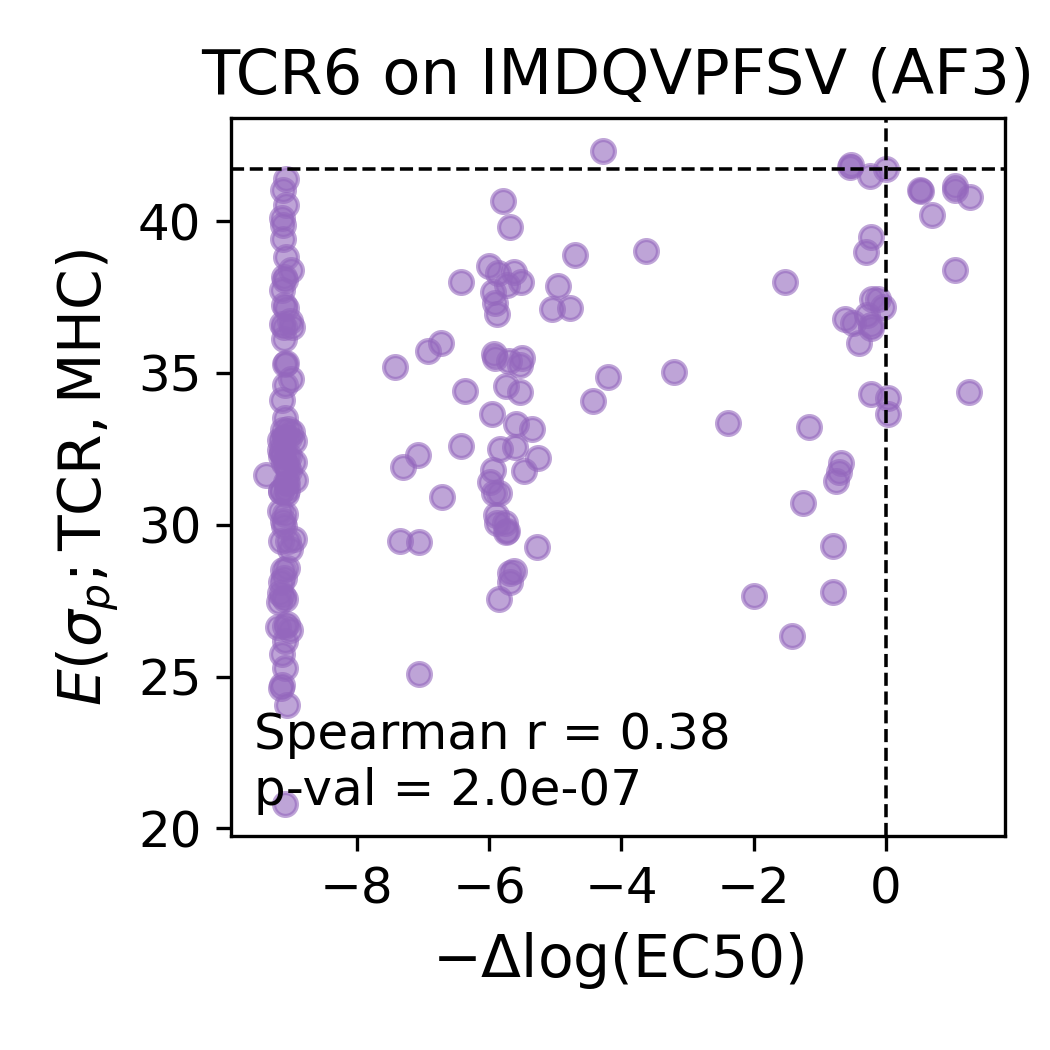 TCR6 on IMDQVPFSV (AF3)
E(σₚ; TCR, MHC)
40
35
30
25
20
Spearman r = 0.38
p-val = 2.0e-07
−8
−6
−4
−2
0
−Δlog(EC50)